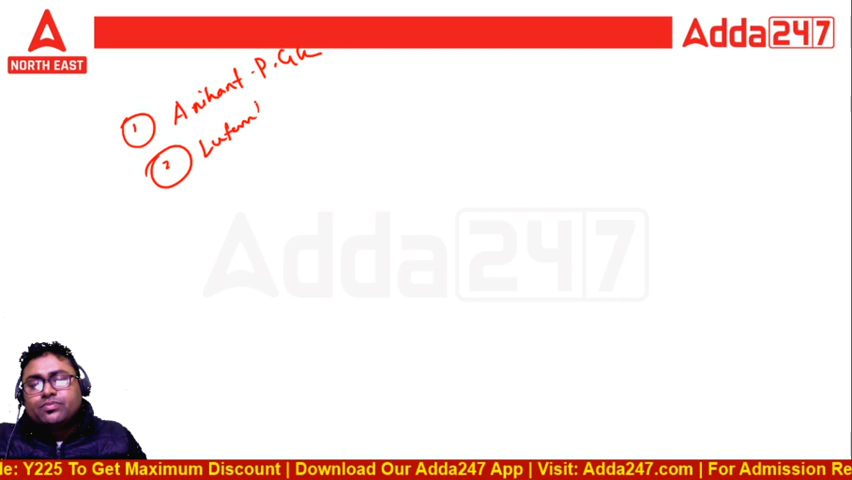 NORTH EAST
Adda247
① Arihant . P. GK
② Lucent'
Adda247
de: Y225 To Get Maximum Discount | Download Our Adda247 App | Visit: Adda247.com | For Admission Re